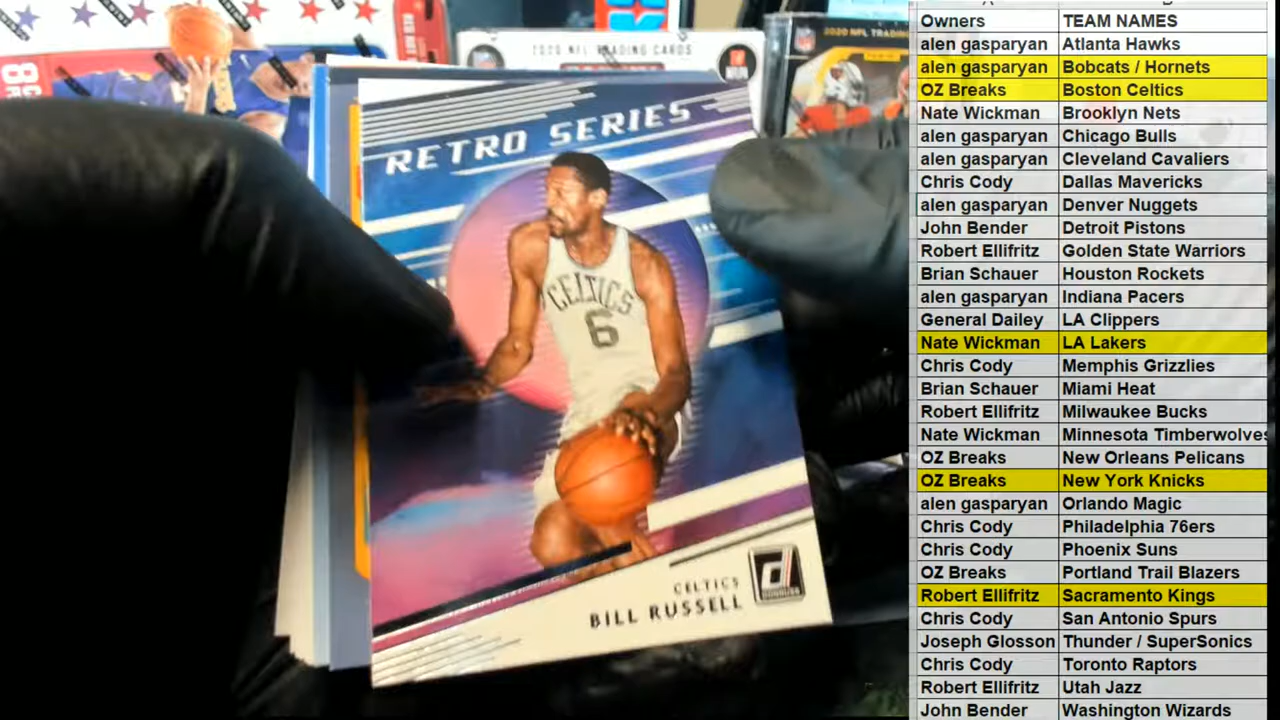 2020 NFL TRADING CARDS
RETRO SERIES
CELTICS
6
CELTICS
BILL RUSSELL
DONRUSS
Owners TEAM NAMES
alen gasparyan Atlanta Hawks
alen gasparyan Bobcats / Hornets
OZ Breaks Boston Celtics
Nate Wickman Brooklyn Nets
alen gasparyan Chicago Bulls
alen gasparyan Cleveland Cavaliers
Chris Cody Dallas Mavericks
alen gasparyan Denver Nuggets
John Bender Detroit Pistons
Robert Ellifritz Golden State Warriors
Brian Schauer Houston Rockets
alen gasparyan Indiana Pacers
General Dailey LA Clippers
Nate Wickman LA Lakers
Chris Cody Memphis Grizzlies
Brian Schauer Miami Heat
Robert Ellifritz Milwaukee Bucks
Nate Wickman Minnesota Timberwolves
OZ Breaks New Orleans Pelicans
OZ Breaks New York Knicks
alen gasparyan Orlando Magic
Chris Cody Philadelphia 76ers
Chris Cody Phoenix Suns
OZ Breaks Portland Trail Blazers
Robert Ellifritz Sacramento Kings
Chris Cody San Antonio Spurs
Joseph Glosson Thunder / SuperSonics
Chris Cody Toronto Raptors
Robert Ellifritz Utah Jazz
John Bender Washington Wizards